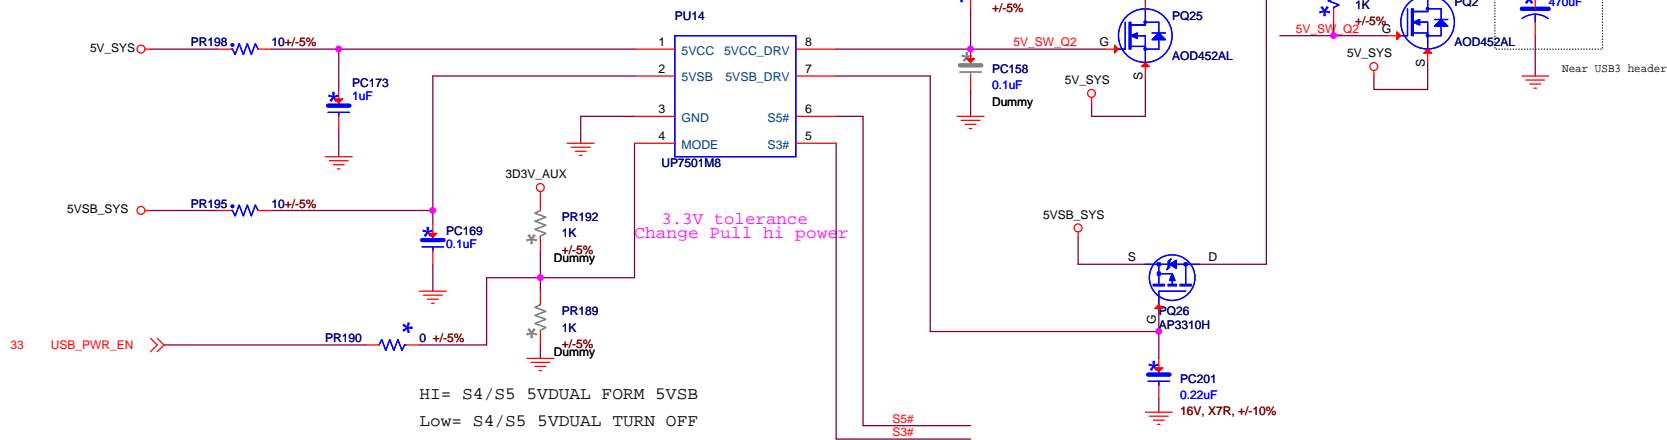 +/-5%
PQ25
1K
+/-5%
PQ2
470uF
PU14
5V_SYS
PR198
10+/-5%
1
5VCC
5VCC_DRV
8
5V_SW_Q2
G
AOD452AL
5V_SW_Q2
G
AOD452AL
5V_SYS
S
Near USB3 header
2
5VSB
5VSB_DRV
7
PC158
0.1uF
Dummy
5V_SYS
S
PC173
1uF
3
GND
S5#
6
4
MODE
S3#
5
UP7501M8
3D3V_AUX
5VSB_SYS
PR195
10+/-5%
PC169
0.1uF
PR192
1K
+/-5%
Dummy
3.3V tolerance
Change Pull hi power
5VSB_SYS
S
D
PQ26
AP3310H
G
PR189
1K
+/-5%
Dummy
33
USB_PWR_EN
PR190
0 +/-5%
PC201
0.22uF
16V, X7R, +/-10%
HI= S4/S5 5VDUAL FORM 5VSB
Low= S4/S5 5VDUAL TURN OFF
S5#
S3#